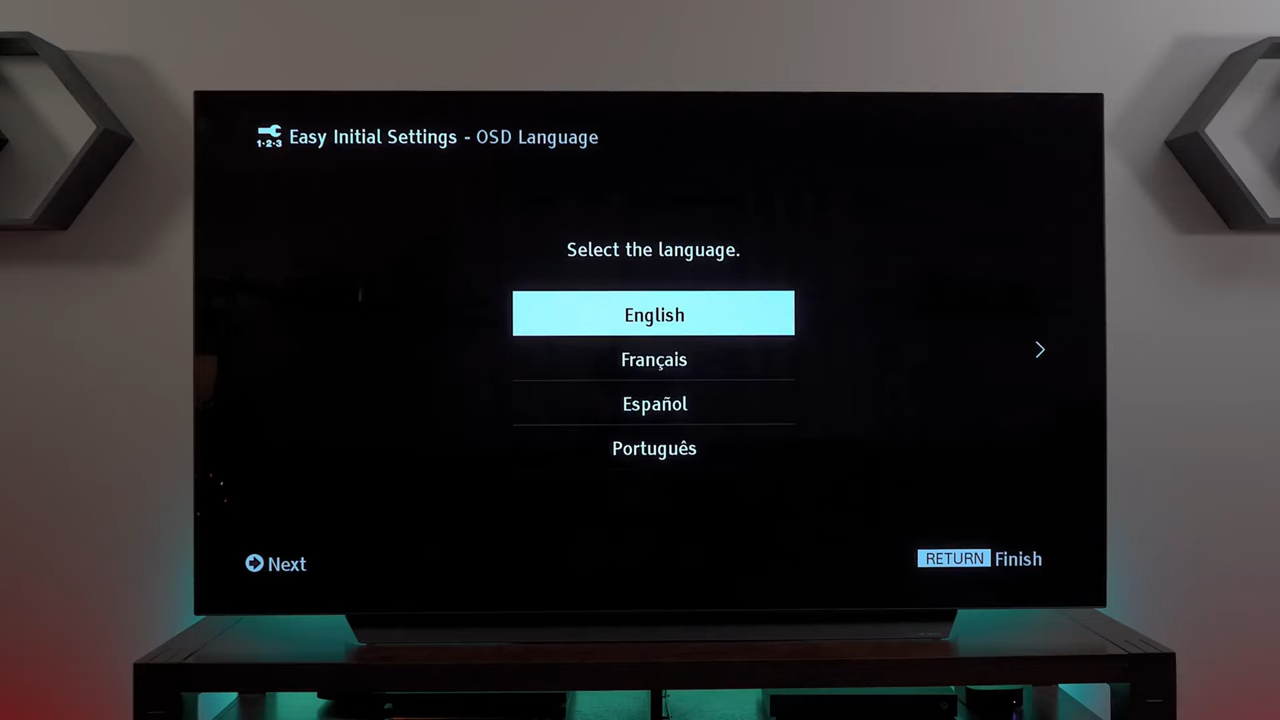 1·2·3 Easy Initial Settings - OSD Language
Select the language.
English
Français
Español
Português
Next
RETURN Finish